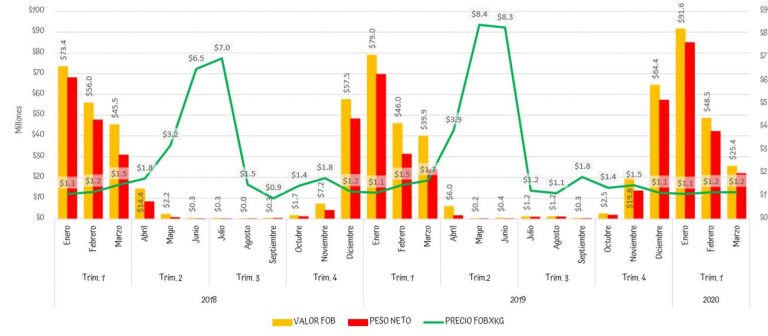 $100
$90
$80
$70
$60
$50
$40
$30
$20
$10
$0
Millones
$73.4
$56.0
$45.5
$14.4
$2.2
$0.3
$0.3
$0.0
$0.3
$1.7
$7.2
$57.5
$79.0
$46.0
$39.9
$6.0
$0.2
$0.4
$1.2
$1.2
$0.3
$2.5
$19.8
$64.4
$91.6
$48.5
$25.4
$1.1
$1.2
$1.5
$1.8
$3.2
$6.5
$7.0
$1.5
$0.9
$1.4
$1.8
$1.2
$1.1
$1.5
$1.7
$3.9
$8.4
$8.3
$1.2
$1.1
$1.8
$1.4
$1.5
$1.2
$1.1
$1.2
$1.2
$9
$8
$7
$6
$5
$4
$3
$2
$1
$0
Enero
Febrero
Marzo
Abril
Mayo
Junio
Julio
Agosto
Septiembre
Octubre
Noviembre
Diciembre
Enero
Febrero
Marzo
Abril
Mayo
Junio
Julio
Agosto
Septiembre
Octubre
Noviembre
Diciembre
Enero
Febrero
Marzo
Trim. 1
Trim. 2
Trim. 3
Trim. 4
Trim. 1
Trim.2
Trim. 3
Trim. 4
Trim. 1
2018
2019
2020
VALOR FOB
PESO NETO
PRECIO FOBXKG